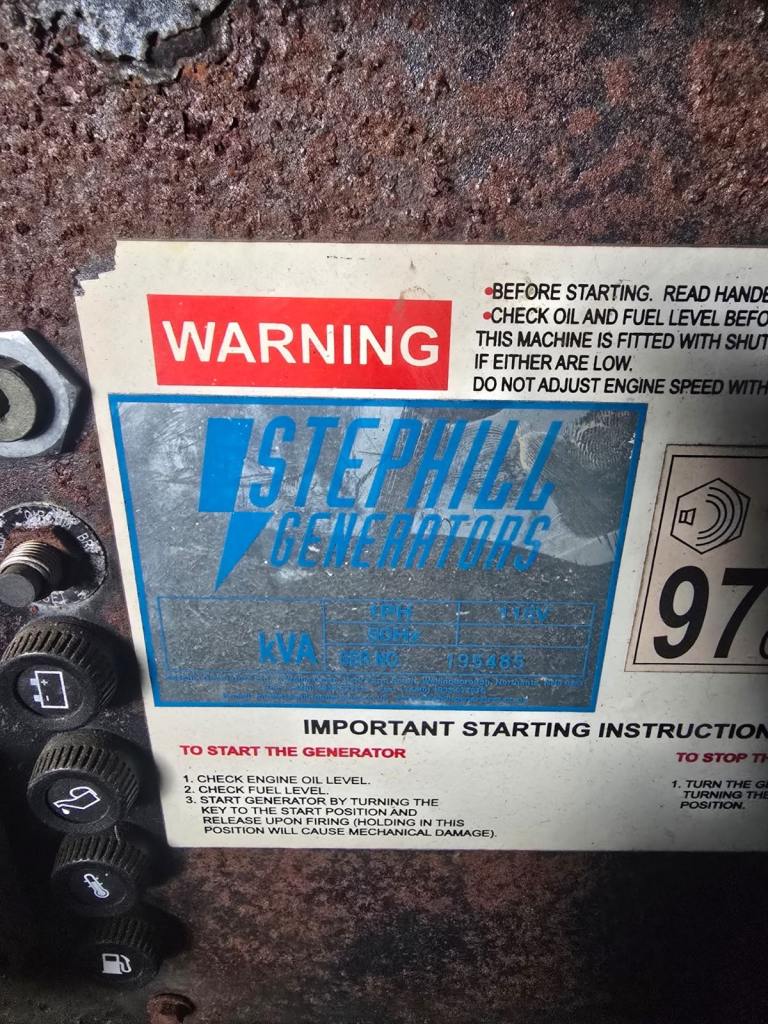 WARNING
•BEFORE STARTING. READ HANDB
•CHECK OIL AND FUEL LEVEL BEFO
THIS MACHINE IS FITTED WITH SHUT
IF EITHER ARE LOW.
DO NOT ADJUST ENGINE SPEED WITH
STEPHILL
GENERATORS
kVA
1PH 110V
50Hz
SER NO. 195485
97
IMPORTANT STARTING INSTRUCTION
TO START THE GENERATOR
1. CHECK ENGINE OIL LEVEL.
2. CHECK FUEL LEVEL.
3. START GENERATOR BY TURNING THE
KEY TO THE START POSITION AND
RELEASE UPON FIRING (HOLDING IN THIS
POSITION WILL CAUSE MECHANICAL DAMAGE).
TO STOP TH
1. TURN THE G
TURNING THE
POSITION.